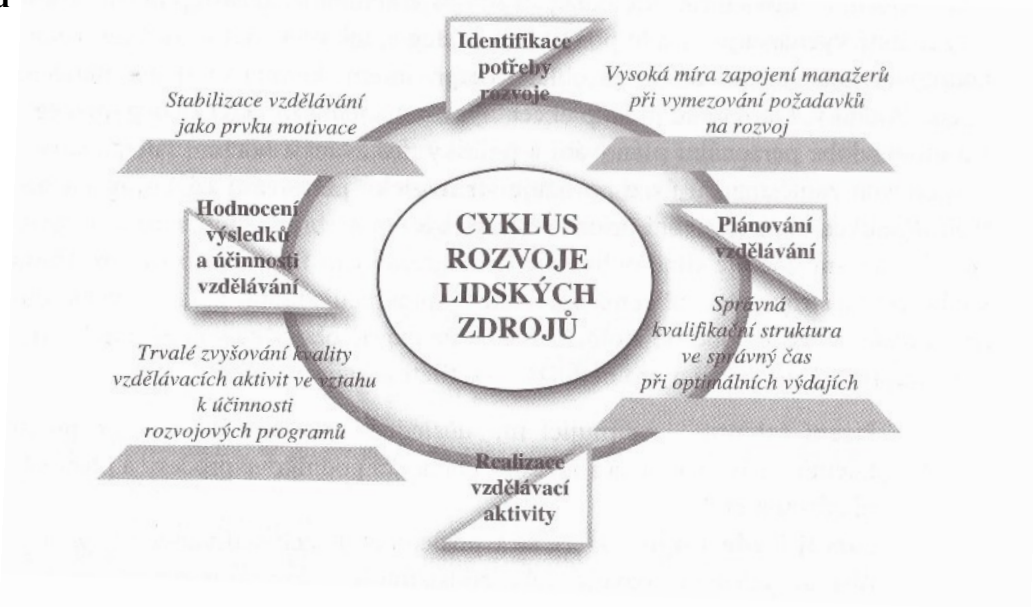 u
Identifikace
potřeby
rozvoje
Vysoká míra zapojení manažerů
při vymezování požadavků
na rozvoj
Stabilizace vzdělávání
jako prvku motivace
Hodnocení
výsledků
a účinnosti
vzdělávání
CYKLUS
ROZVOJE
LIDSKÝCH
ZDROJŮ
Plánování
vzdělávání
Správná
kvalifikační struktura
ve správný čas
při optimálních výdajích
Trvalé zvyšování kvality
vzdělávacích aktivit ve vztahu
k účinnosti
rozvojových programů
Realizace
vzdělávací
aktivity